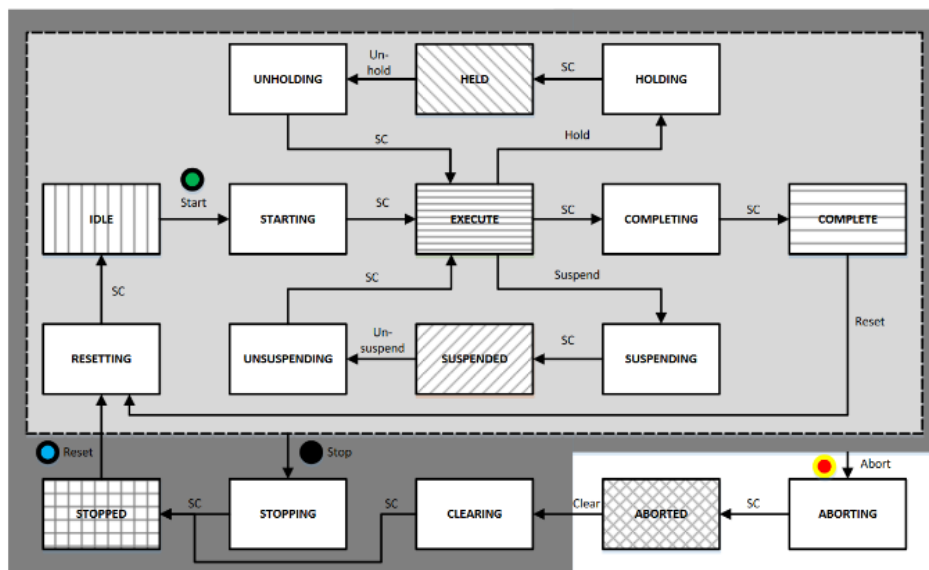 Un-
hold
UNHOLDING
HELD
SC
HOLDING
SC
Hold
Start
IDLE
STARTING
SC
EXECUTE
SC
COMPLETING
SC
COMPLETE
SC
SC
Suspend
Reset
RESETTING
UNSUSPENDING
Un-
suspend
SUSPENDED
SC
SUSPENDING
Reset
Stop
Abort
STOPPED
SC
STOPPING
SC
CLEARING
Clear
ABORTED
SC
ABORTING